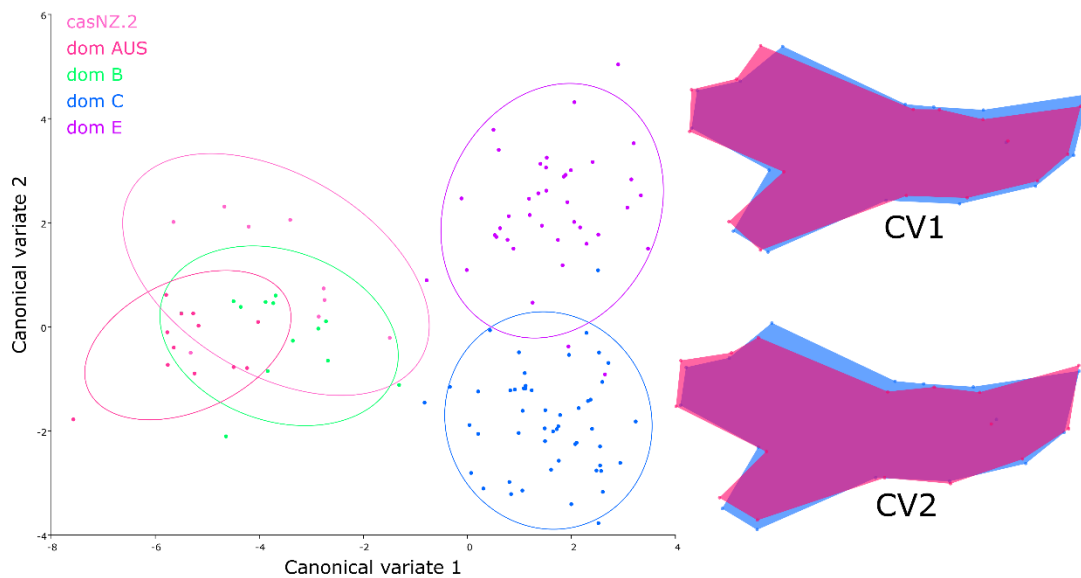 casNZ.2
dom AUS
dom B
dom C
dom E
6
4
2
0
-2
-4
Canonical variate 2
-8
-6
-4
-2
0
2
4
Canonical variate 1
CV1
CV2